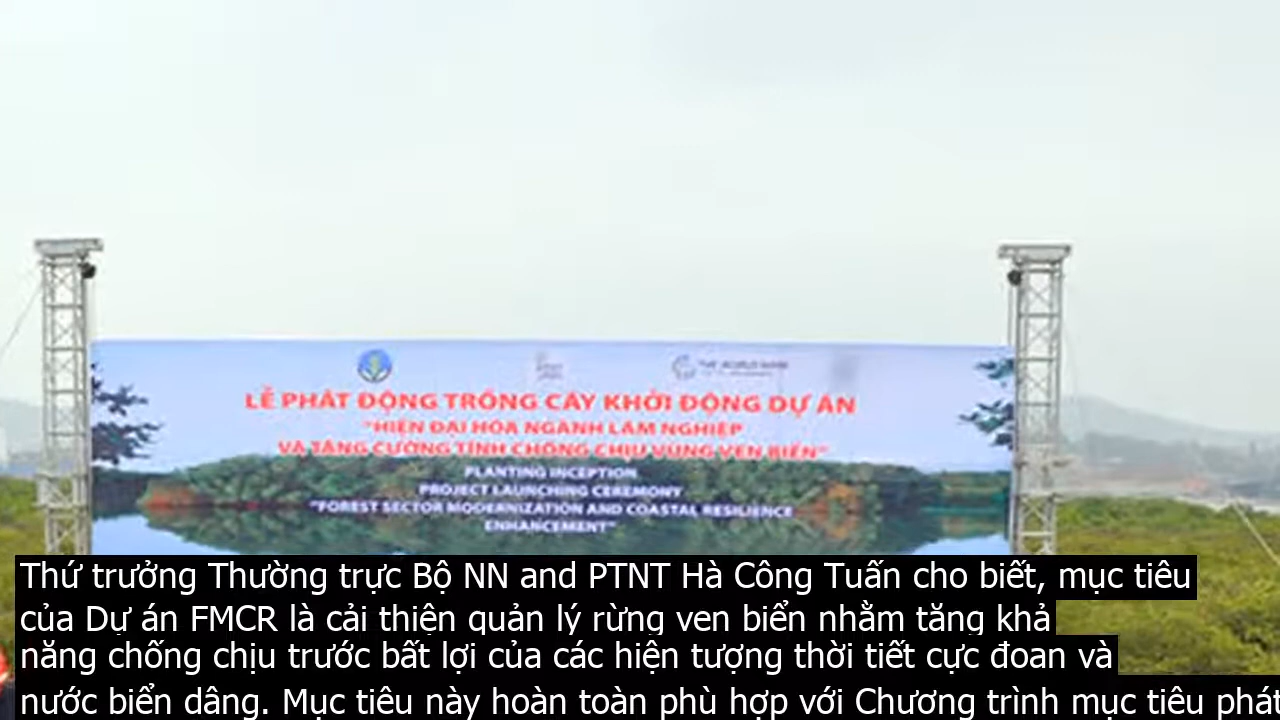 THE WORLD BANK
LỄ PHÁT ĐỘNG TRỒNG CÂY KHỞI ĐỘNG DỰ ÁN
"HIỆN ĐẠI HÓA NGÀNH LÂM NGHIỆP
VÀ TĂNG CƯỜNG TÍNH CHỐNG CHỊU VÙNG VEN BIỂN"
PLANTING INCEPTION
PROJECT LAUNCHING CEREMONY
"FOREST SECTOR MODERNIZATION AND COASTAL RESILIENCE
ENHANCEMENT"
Thứ trưởng Thường trực Bộ NN and PTNT Hà Công Tuấn cho biết, mục tiêu
của Dự án FMCR là cải thiện quản lý rừng ven biển nhằm tăng khả
năng chống chịu trước bất lợi của các hiện tượng thời tiết cực đoan và
nước biển dâng. Mục tiêu này hoàn toàn phù hợp với Chương trình mục tiêu phát